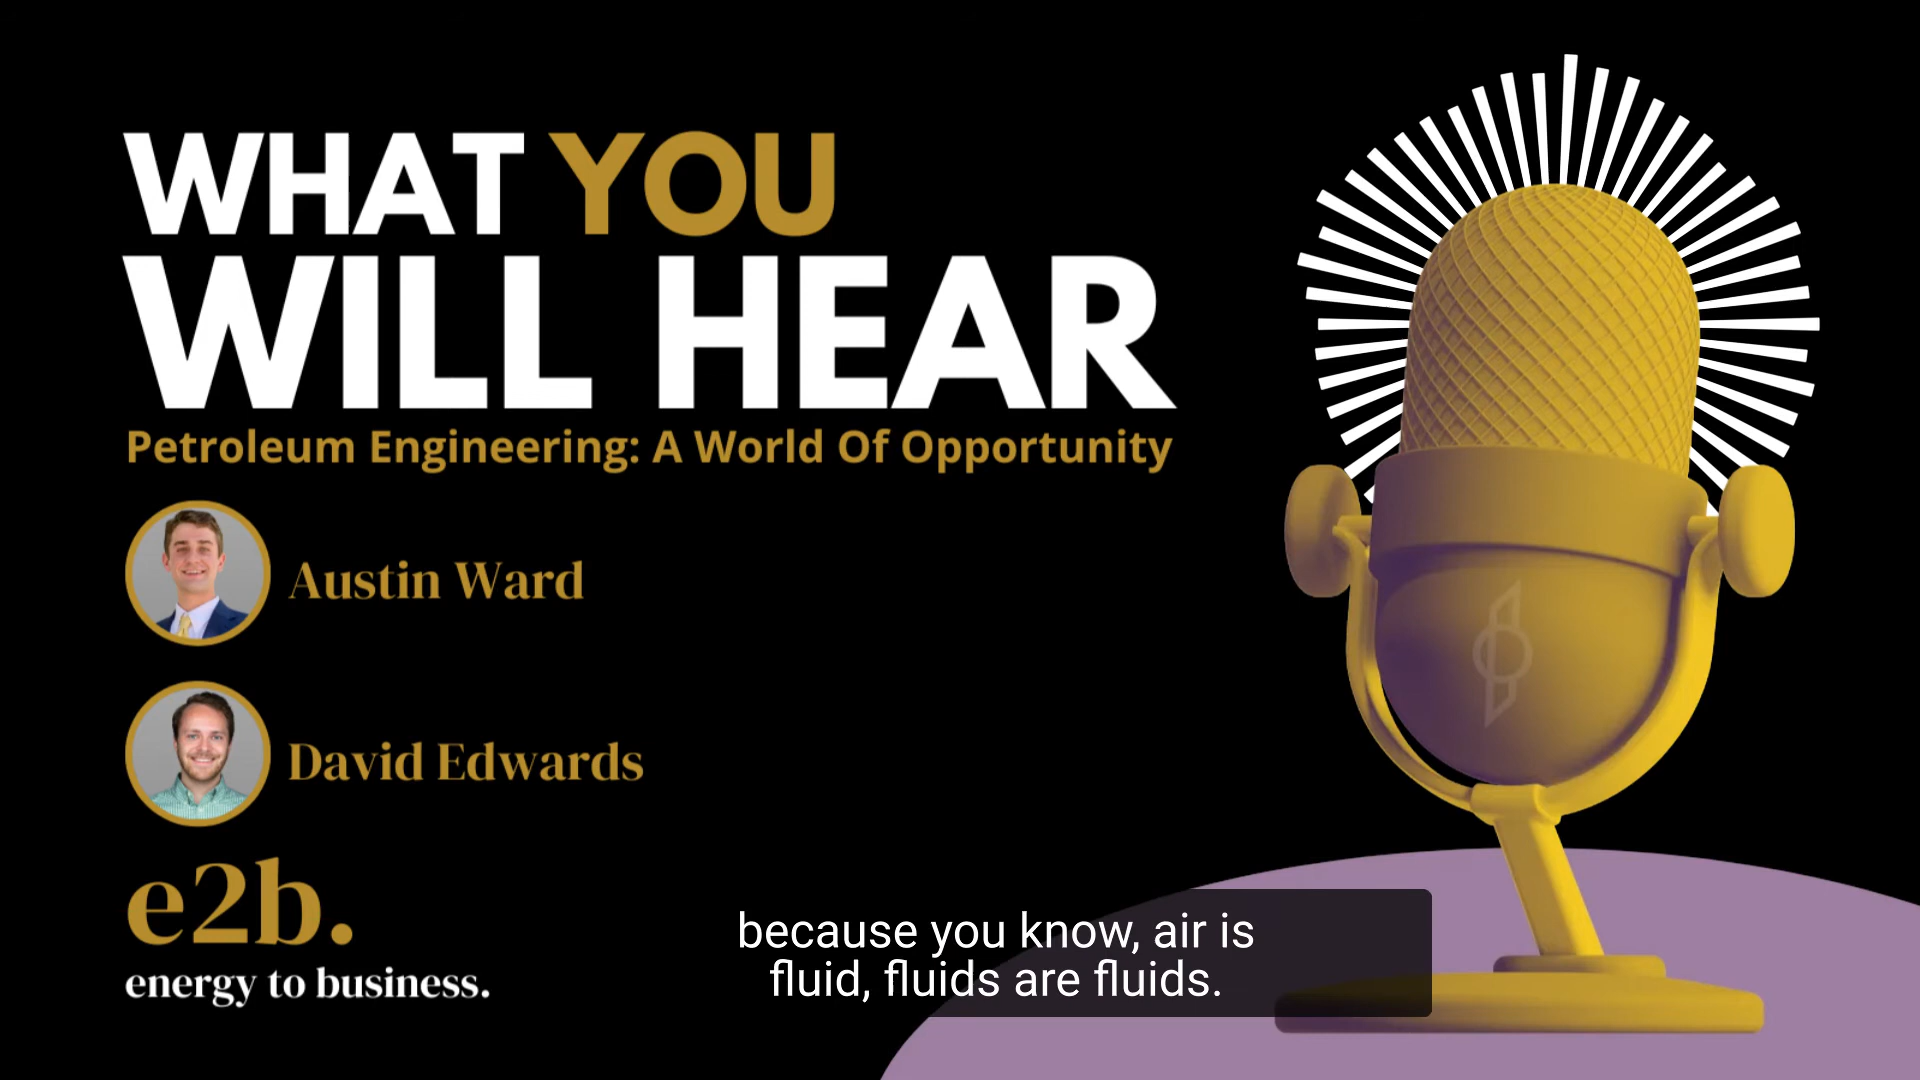 WHAT YOU
WILL HEAR
Petroleum Engineering: A World Of Opportunity
Austin Ward
David Edwards
e2b.
energy to business.
because you know, air is
fluid, fluids are fluids.